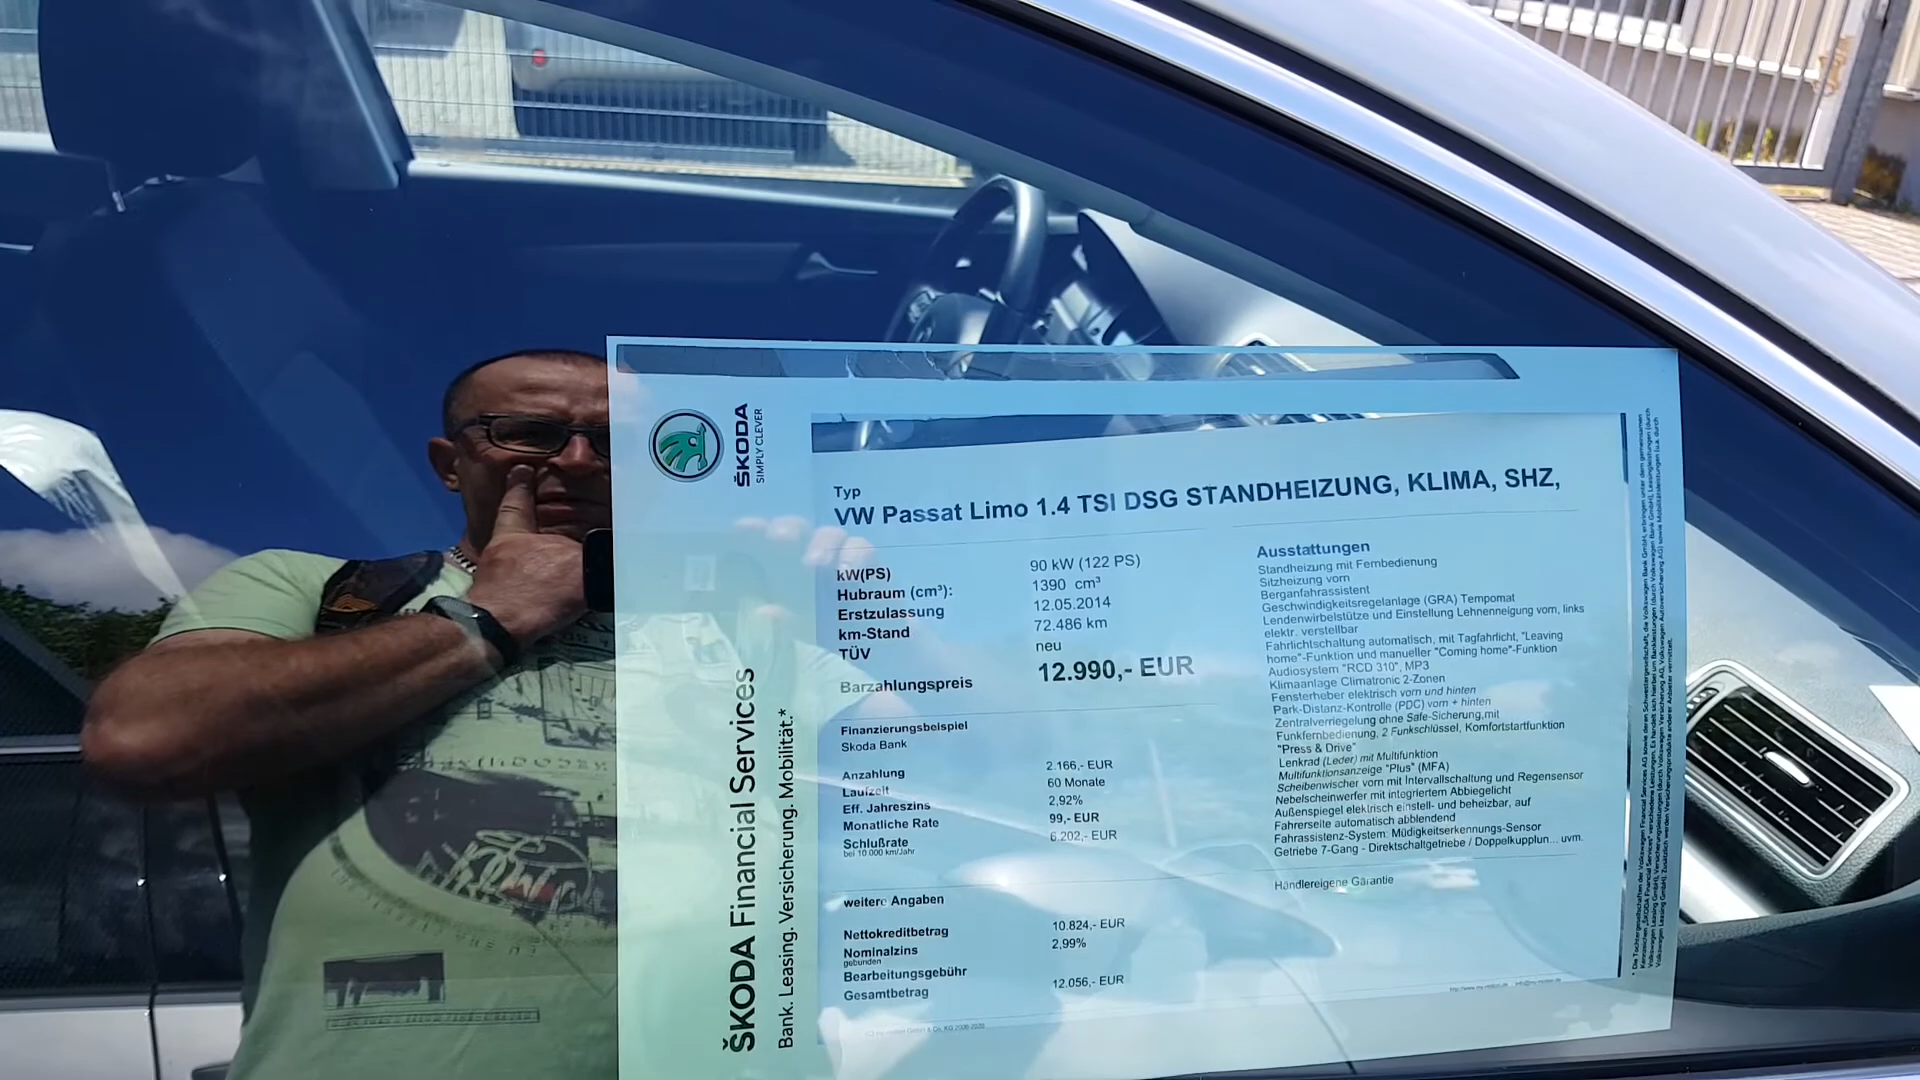 ŠKODA
SIMPLY CLEVER
ŠKODA Financial Services
Bank. Leasing. Versicherung. Mobilität.*
Typ
VW Passat Limo 1.4 TSI DSG STANDHEIZUNG, KLIMA, SHZ,
kW(PS) 90 kW (122 PS)
Hubraum (cm³): 1390 cm³
Erstzulassung 12.05.2014
km-Stand 72.486 km
TÜV neu
Barzahlungspreis 12.990,- EUR
Finanzierungsbeispiel
Skoda Bank
Anzahlung 2.166,- EUR
Laufzeit 60 Monate
Eff. Jahreszins 2,92%
Monatliche Rate 99,- EUR
Schlußrate 6.202,- EUR
bei 10.000 km/Jahr
weitere Angaben
Nettokreditbetrag 10.824,- EUR
Nominalzins 2,99%
gebunden
Bearbeitungsgebühr
Gesamtbetrag 12.056,- EUR
Ausstattungen
Standheizung mit Fernbedienung
Sitzheizung vorn
Berganfahrassistent
Geschwindigkeitsregelanlage (GRA) Tempomat
Lendenwirbelstütze und Einstellung Lehnenneigung vorn, links
elektr. verstellbar
Fahrlichtschaltung automatisch, mit Tagfahrlicht, "Leaving
home"-Funktion und manueller "Coming home"-Funktion
Audiosystem "RCD 310", MP3
Klimaanlage Climatronic 2-Zonen
Fensterheber elektrisch vorn und hinten
Park-Distanz-Kontrolle (PDC) vorn + hinten
Zentralverriegelung ohne Safe-Sicherung,mit
Funkfernbedienung, 2 Funkschlüssel, Komfortstartfunktion
"Press & Drive"
Lenkrad (Leder) mit Multifunktion
Multifunktionsanzeige "Plus" (MFA)
Scheibenwischer vorn mit Intervallschaltung und Regensensor
Nebelscheinwerfer mit integriertem Abbiegelicht
Außenspiegel elektrisch einstell- und beheizbar, auf
Fahrerseite automatisch abblendend
Fahrassistenz-System: Müdigkeitserkennungs-Sensor
Getriebe 7-Gang - Direktschaltgetriebe / Doppelkupplun... uvm.
Händlereigene Garantie